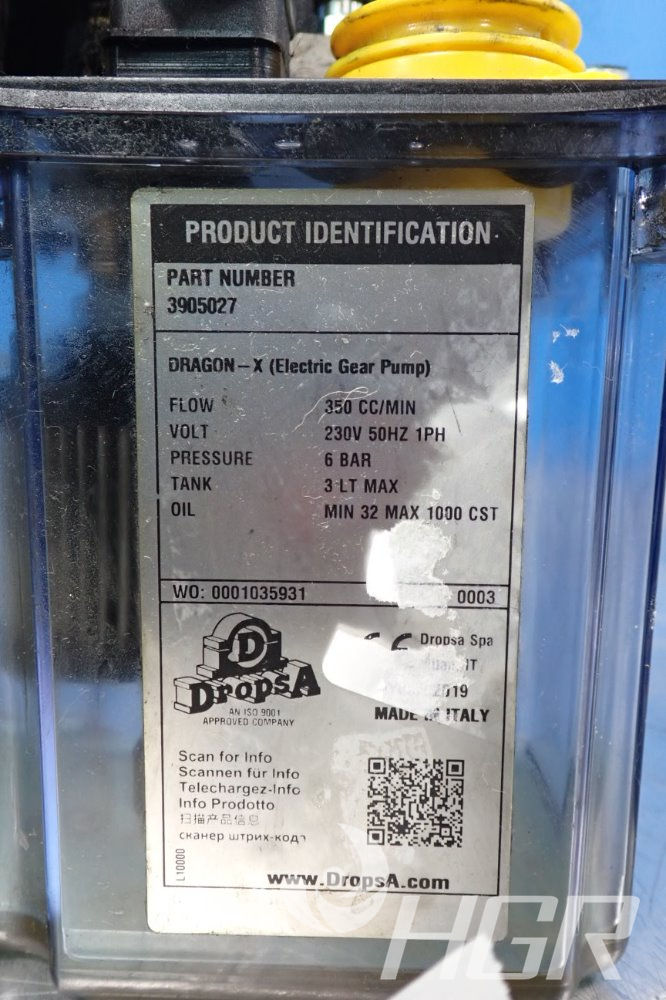 PRODUCT IDENTIFICATION
PART NUMBER
3905027
DRAGON-X (Electric Gear Pump)
FLOW 350 CC/MIN
VOLT 230V 50HZ 1PH
PRESSURE 6 BAR
TANK 3 LT MAX
OIL MIN 32 MAX 1000 CST
WO: 0001035931 0003
D
DropsA
AN ISO 9001
APPROVED COMPANY
CE Dropsa Spa
2019
MADE IN ITALY
Scan for Info
Scannen für Info
Telechargez-Info
Info Prodotto
扫描产品信息
сканер штрих-кода
L10000
www.DropsA.com
HGR